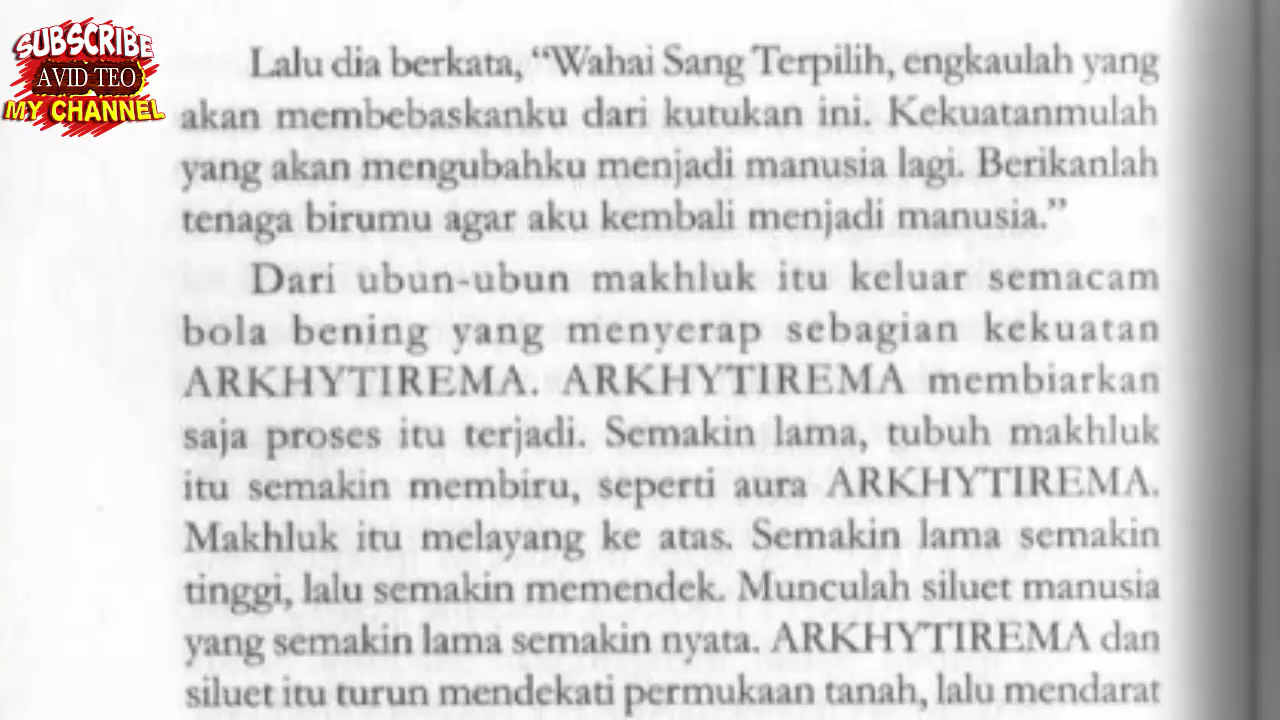 SUBSCRIBE
AVID TEO
MY CHANNEL
Lalu dia berkata, “Wahai Sang Terpilih, engkaulah yang
akan membebaskanku dari kutukan ini. Kekuatanmulah
yang akan mengubahku menjadi manusia lagi. Berikanlah
tenaga birumu agar aku kembali menjadi manusia.”
Dari ubun-ubun makhluk itu keluar semacam
bola bening yang menyerap sebagian kekuatan
ARKHYTIREMA. ARKHYTIREMA membiarkan
saja proses itu terjadi. Semakin lama, tubuh makhluk
itu semakin membiru, seperti aura ARKHYTIREMA.
Makhluk itu melayang ke atas. Semakin lama semakin
tinggi, lalu semakin memendek. Munculah siluet manusia
yang semakin lama semakin nyata. ARKHYTIREMA dan
siluet itu turun mendekati permukaan tanah, lalu mendarat